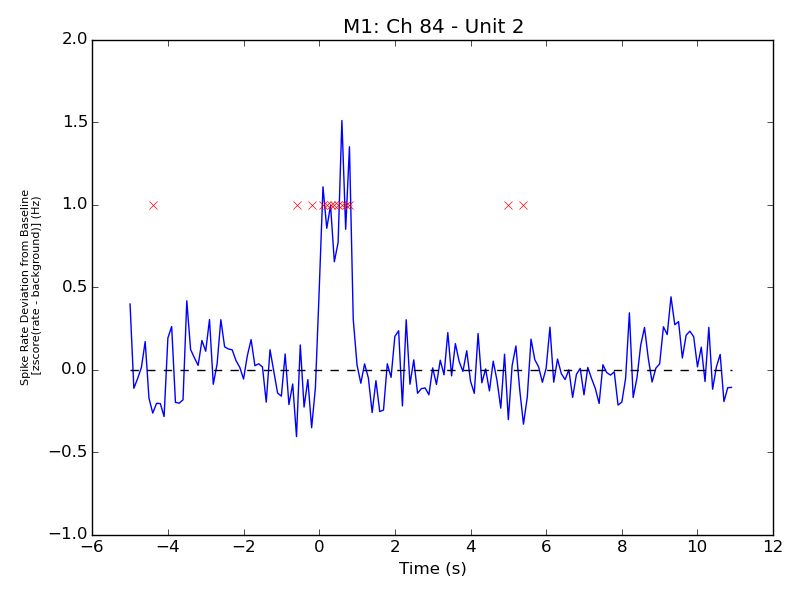 M1: Ch 84 - Unit 2
2.0
1.5
1.0
0.5
0.0
−0.5
−1.0
Spike Rate Deviation from Baseline
[zscore(rate - background)] (Hz)
−6 −4 −2 0 2 4 6 8 10 12
Time (s)